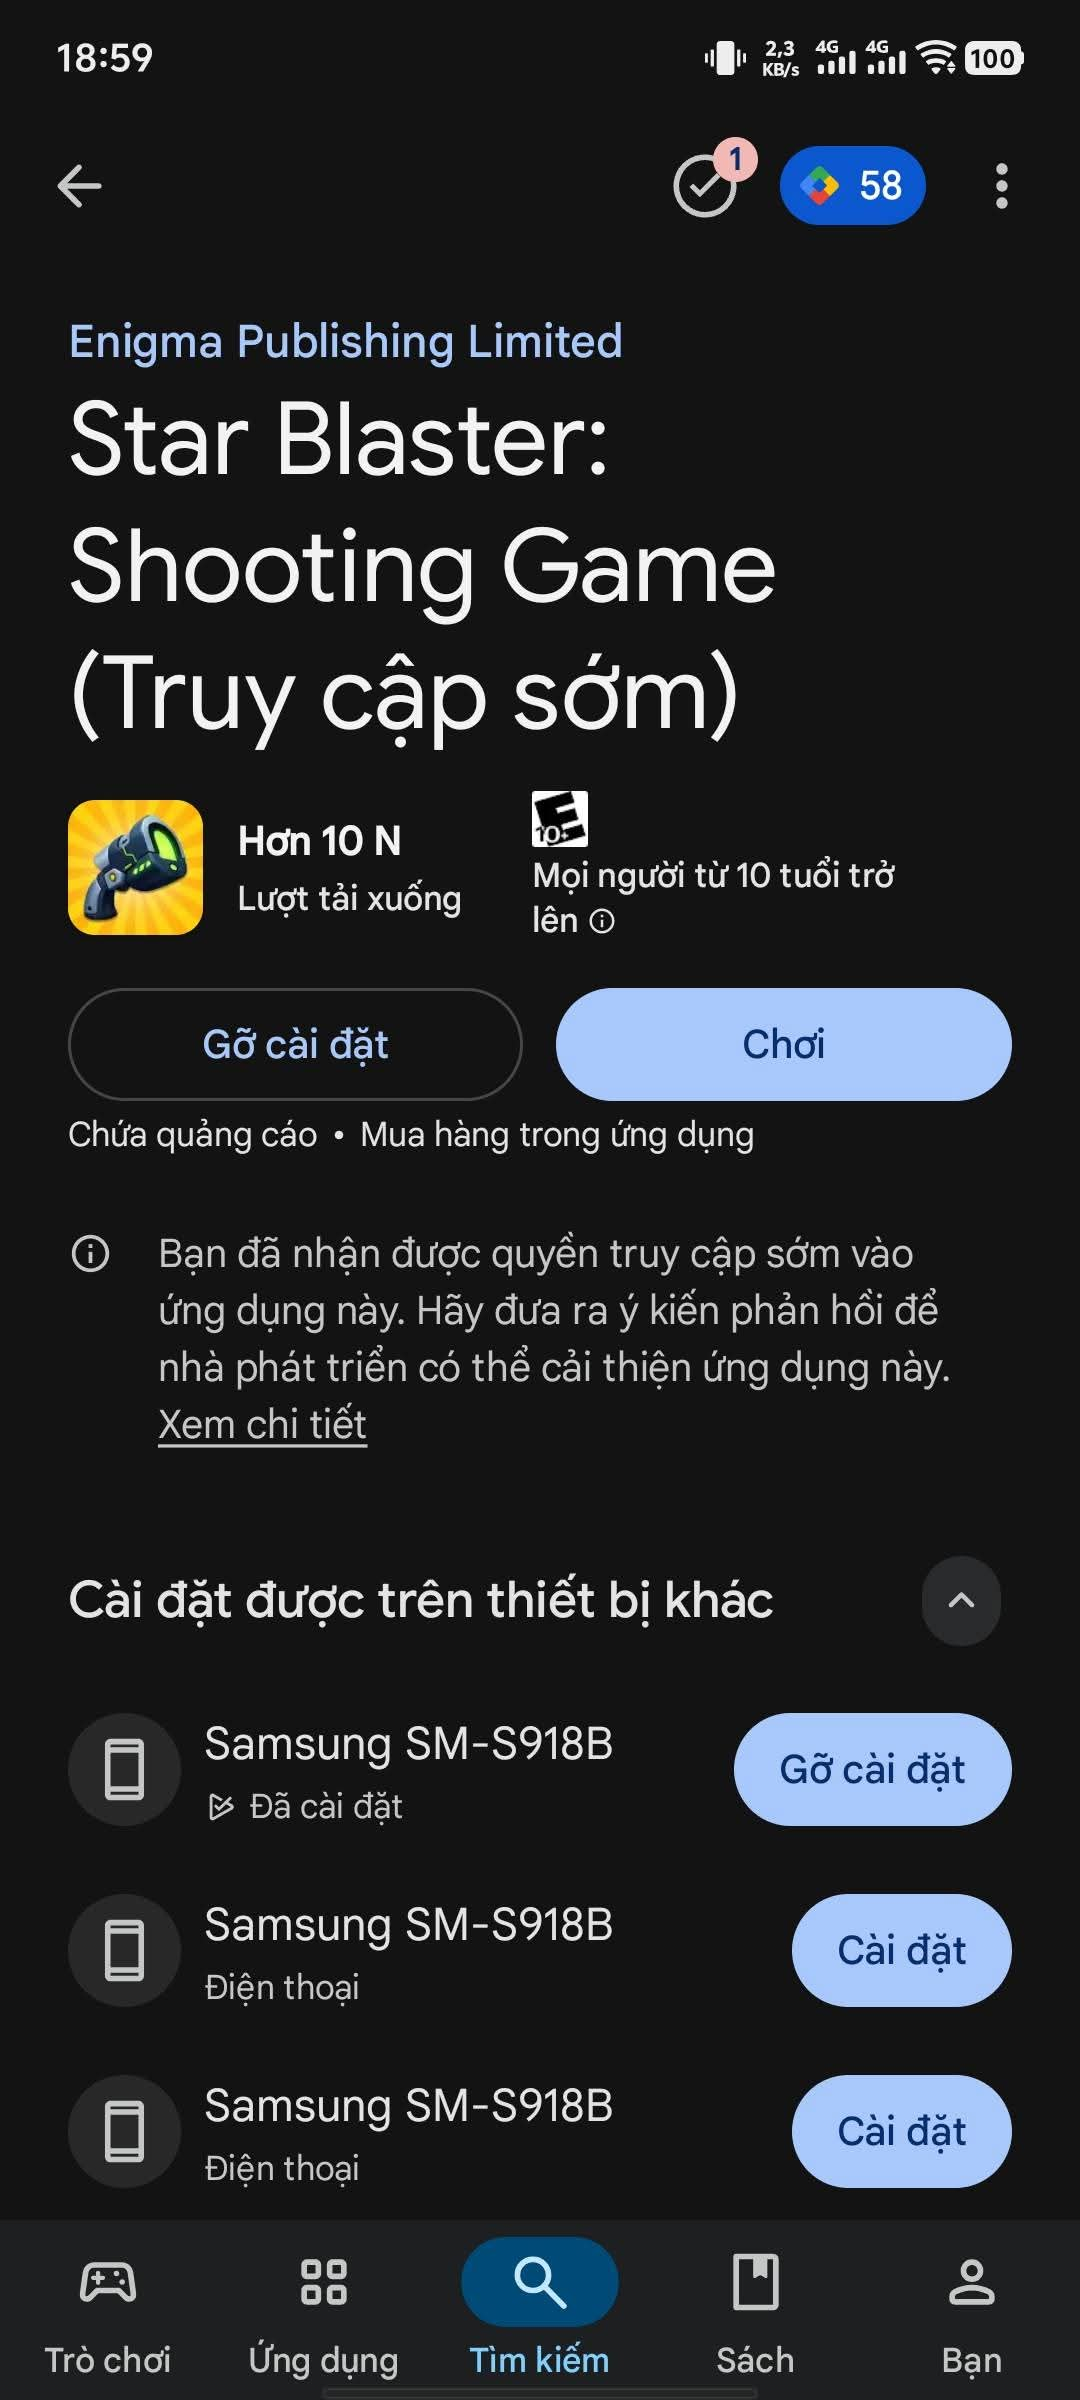 18:59
2,3 KB/s 4G 4G 100
1
58
Enigma Publishing Limited
Star Blaster:
Shooting Game
(Truy cập sớm)
Hơn 10 N
Lượt tải xuống
E
10+
Mọi người từ 10 tuổi trở
lên
Gỡ cài đặt
Chơi
Chứa quảng cáo • Mua hàng trong ứng dụng
Bạn đã nhận được quyền truy cập sớm vào
ứng dụng này. Hãy đưa ra ý kiến phản hồi để
nhà phát triển có thể cải thiện ứng dụng này.
Xem chi tiết
Cài đặt được trên thiết bị khác
Samsung SM-S918B
Đã cài đặt
Gỡ cài đặt
Samsung SM-S918B
Điện thoại
Cài đặt
Samsung SM-S918B
Điện thoại
Cài đặt
Trò chơi
Ứng dụng
Tìm kiếm
Sách
Bạn